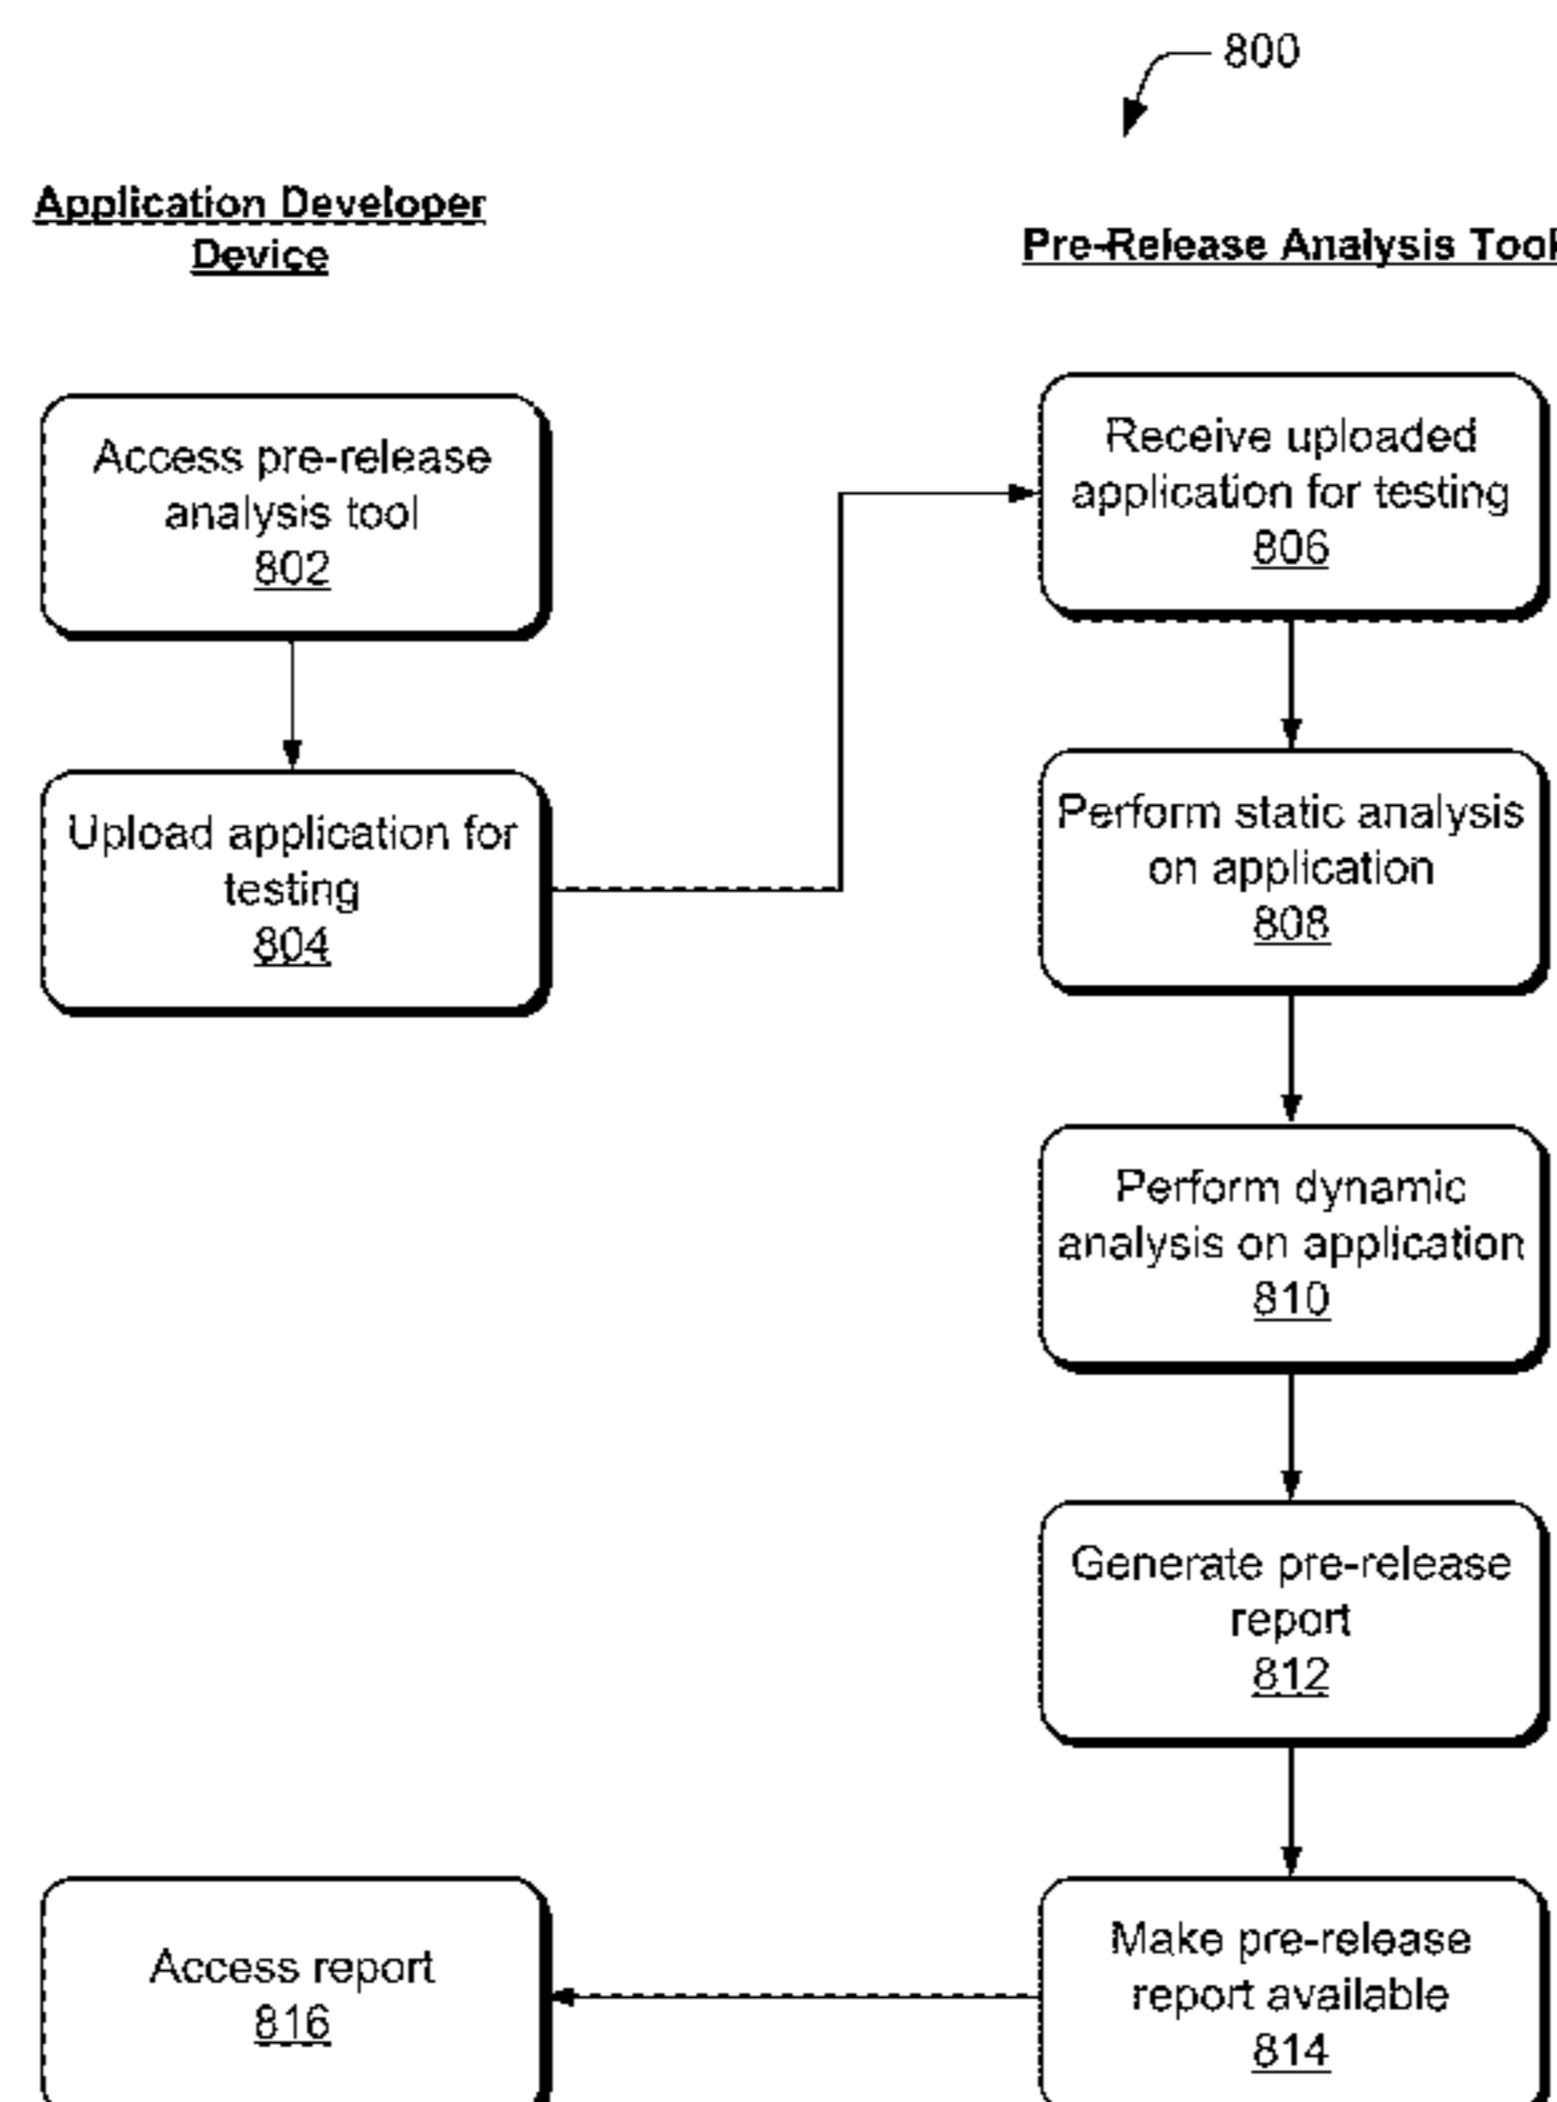 800
Application Developer
Device
Pre-Release Analysis Tool
Access pre-release
analysis tool
802
Upload application for
testing
804
Receive uploaded
application for testing
806
Perform static analysis
on application
808
Perform dynamic
analysis on application
810
Generate pre-release
report
812
Make pre-release
report available
814
Access report
816